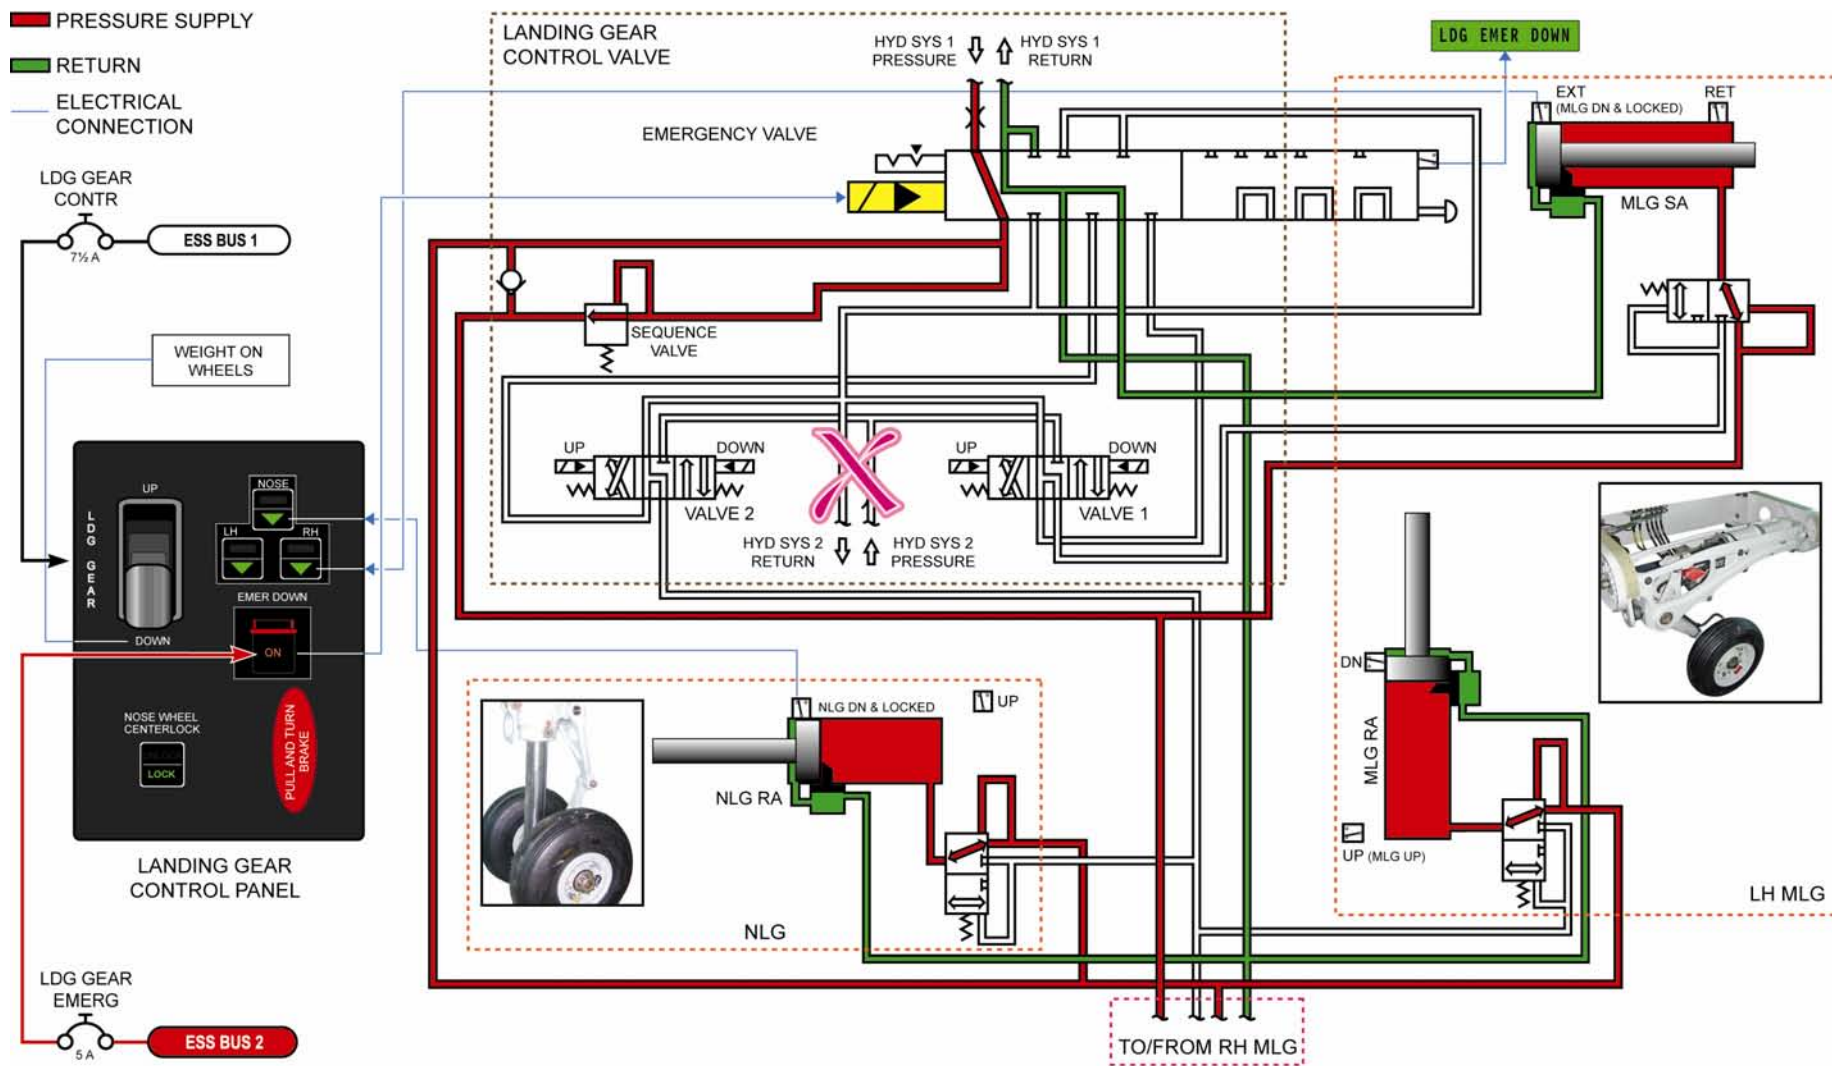 PRESSURE SUPPLY
RETURN
ELECTRICAL
CONNECTION
LANDING GEAR
CONTROL VALVE
HYD SYS 1
PRESSURE
HYD SYS 1
RETURN
LDG EMER DOWN
EMERGENCY VALVE
EXT
(MLG DN & LOCKED)
RET
MLG SA
LDG GEAR
CONTR
7½ A
ESS BUS 1
WEIGHT ON
WHEELS
SEQUENCE
VALVE
UP
DOWN
VALVE 2
UP
DOWN
VALVE 1
HYD SYS 2
RETURN
HYD SYS 2
PRESSURE
UP
LDG GEAR
DOWN
NOSE
LH
RH
EMER DOWN
ON
NOSE WHEEL
CENTERLOCK
LOCK
PULL AND TURN
BRAKE
LANDING GEAR
CONTROL PANEL
NLG DN & LOCKED
UP
NLG RA
NLG
DN
MLG RA
UP (MLG UP)
LH MLG
LDG GEAR
EMERG
5 A
ESS BUS 2
TO/FROM RH MLG